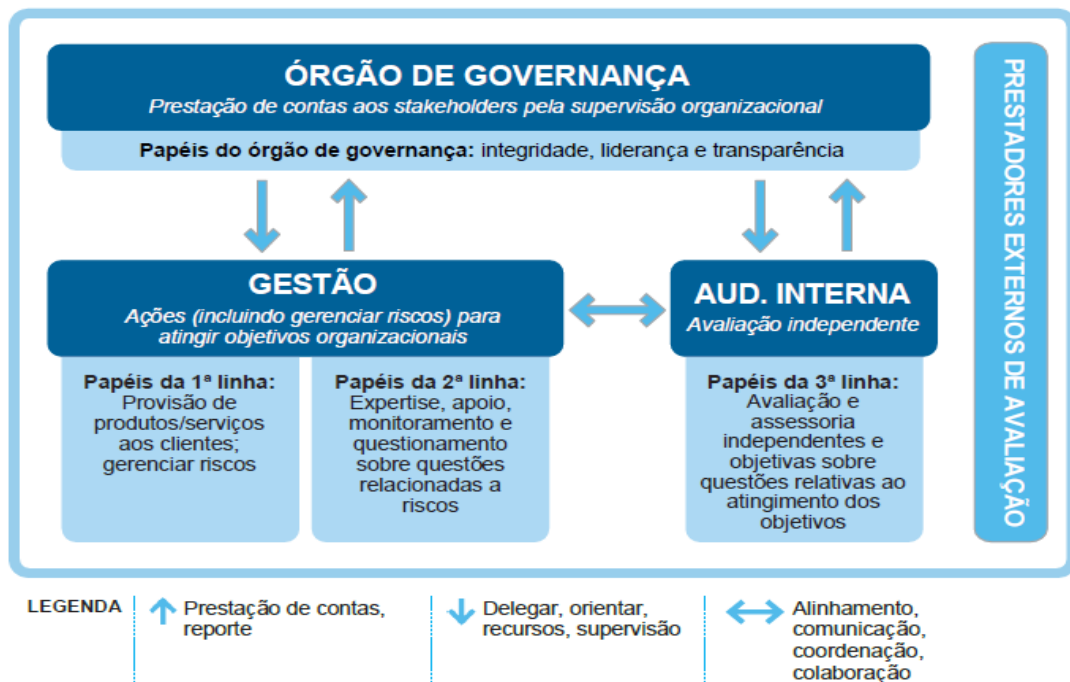 ÓRGÃO DE GOVERNANÇA
Prestação de contas aos stakeholders pela supervisão organizacional
Papéis do órgão de governança: integridade, liderança e transparência
GESTÃO
Ações (incluindo gerenciar riscos) para
atingir objetivos organizacionais
Papéis da 1ª linha:
Provisão de
produtos/serviços
aos clientes;
gerenciar riscos
Papéis da 2ª linha:
Expertise, apoio,
monitoramento e
questionamento
sobre questões
relacionadas a
riscos
AUD. INTERNA
Avaliação independente
Papéis da 3ª linha:
Avaliação e
assessoria
independentes e
objetivas sobre
questões relativas ao
atingimento dos
objetivos
PRESTADORES EXTERNOS DE AVALIAÇÃO
LEGENDA
Prestação de contas,
reporte
Delegar, orientar,
recursos, supervisão
Alinhamento,
comunicação,
coordenação,
colaboração